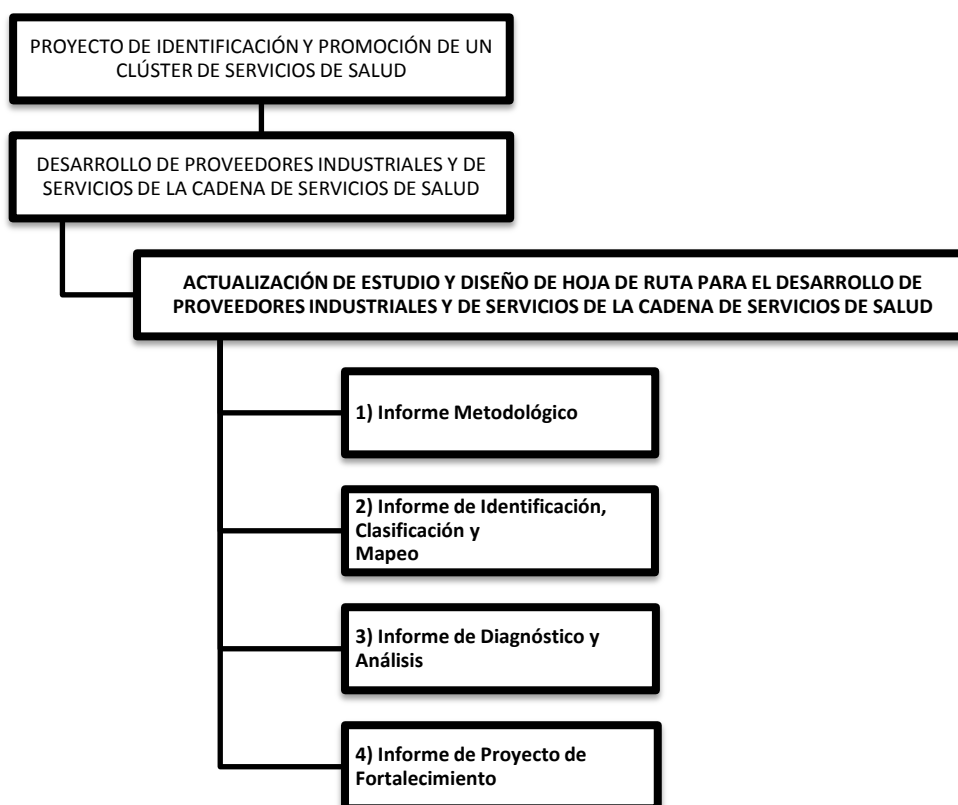 PROYECTO DE IDENTIFICACIÓN Y PROMOCIÓN DE UN
CLÚSTER DE SERVICIOS DE SALUD
DESARROLLO DE PROVEEDORES INDUSTRIALES Y DE
SERVICIOS DE LA CADENA DE SERVICIOS DE SALUD
ACTUALIZACIÓN DE ESTUDIO Y DISEÑO DE HOJA DE RUTA PARA EL DESARROLLO DE
PROVEEDORES INDUSTRIALES Y DE SERVICIOS DE LA CADENA DE SERVICIOS DE SALUD
1) Informe Metodológico
2) Informe de Identificación,
Clasificación y
Mapeo
3) Informe de Diagnóstico y
Análisis
4) Informe de Proyecto de
Fortalecimiento